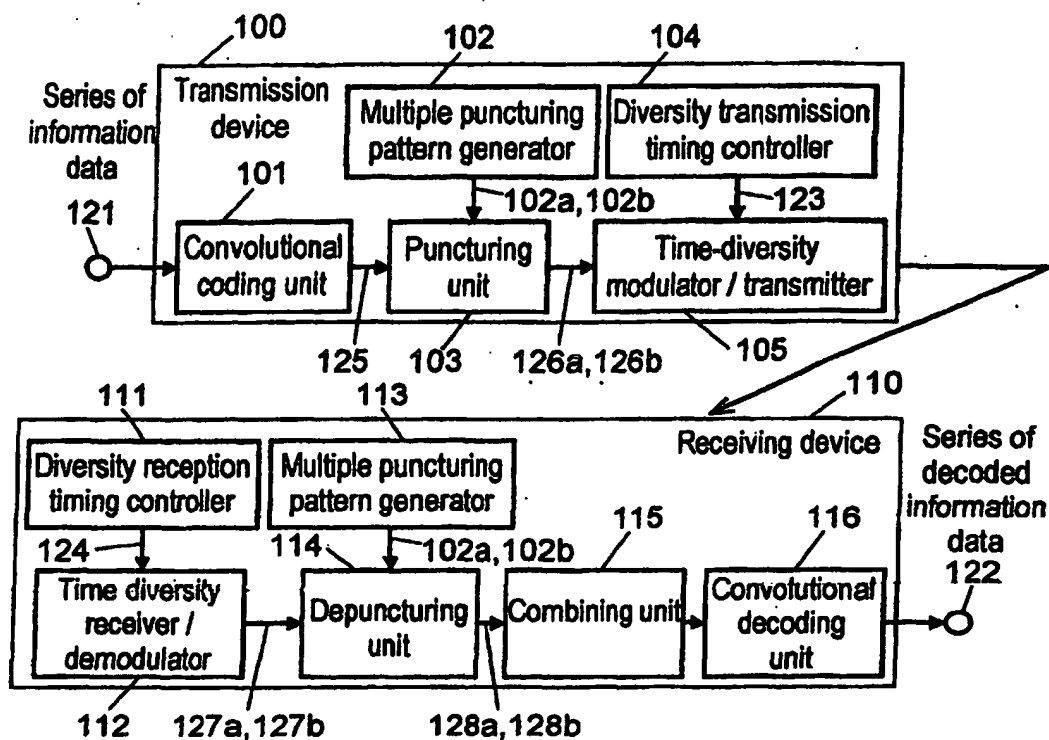 100
102
104
Series of
information
data
Transmission
device
Multiple puncturing
pattern generator
Diversity transmission
timing controller
101
102a, 102b
123
121
Convolutional
coding unit
Puncturing
unit
Time-diversity
modulator / transmitter
125
103
126a, 126b
105
110
111
113
Receiving device
Diversity reception
timing controller
Multiple puncturing
pattern generator
Series of
decoded
information
data
122
124
114
102a, 102b
115
116
Time diversity
receiver /
demodulator
Depuncturing
unit
Combining unit
Convolutional
decoding
unit
112
127a, 127b
128a, 128b